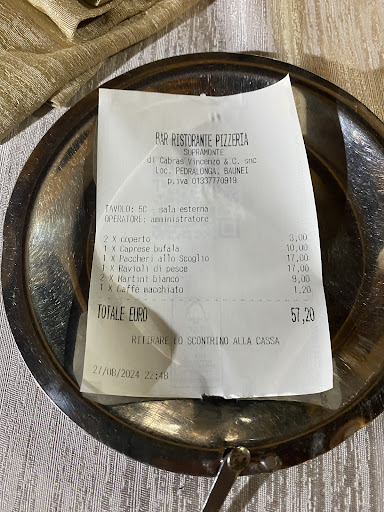 BAR RISTORANTE PIZZERIA
SUPRAMONTE
di Cabras Vincenzo & C. snc
Loc. PEDRALONGA, BAUNEI
p.iva 01337770919
TAVOLO: 5C - sala esterna
OPERATORE: amministratore
2 X coperto 3,00
1 X Caprese bufala 10,00
1 X Paccheri allo Scoglio 17,00
1 X Ravioli di pesce 17,00
2 X Martini bianco 9,00
1 X Caffè macchiato 1,20
TOTALE EURO 57,20
RITIRARE LO SCONTRINO ALLA CASSA
27/08/2024 22:48